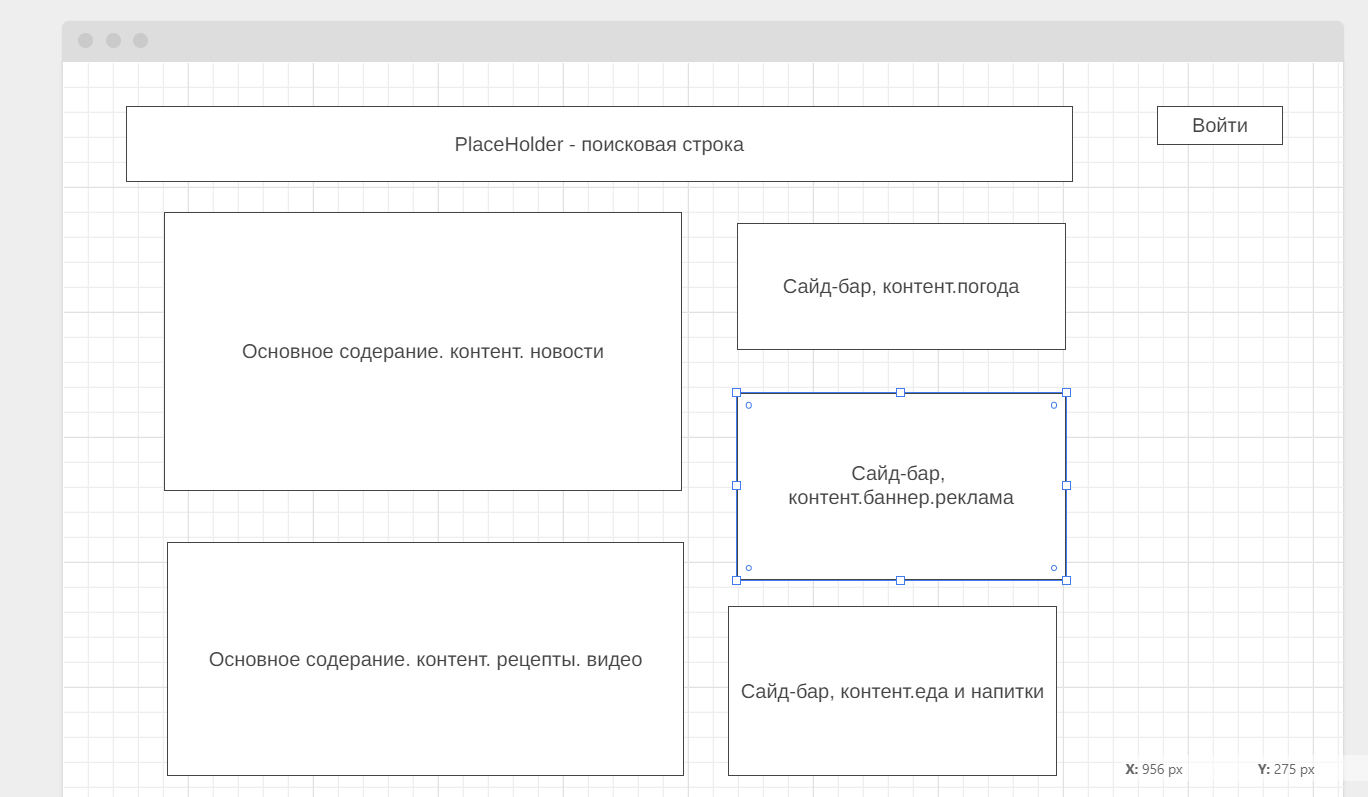 PlaceHolder - поисковая строка
Войти
Основное содерание. контент. новости
Сайд-бар, контент.погода
Сайд-бар,
контент.баннер.реклама
Основное содерание. контент. рецепты. видео
Сайд-бар, контент.еда и напитки
X: 956 px Y: 275 px